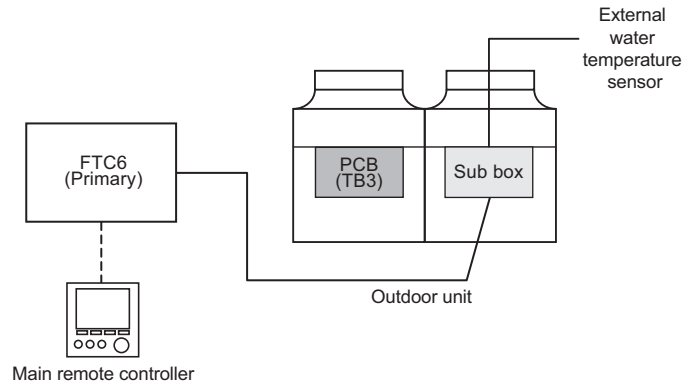 External
water
temperature
sensor
FTC6
(Primary)
PCB
(TB3)
Sub box
Outdoor unit
Main remote controller